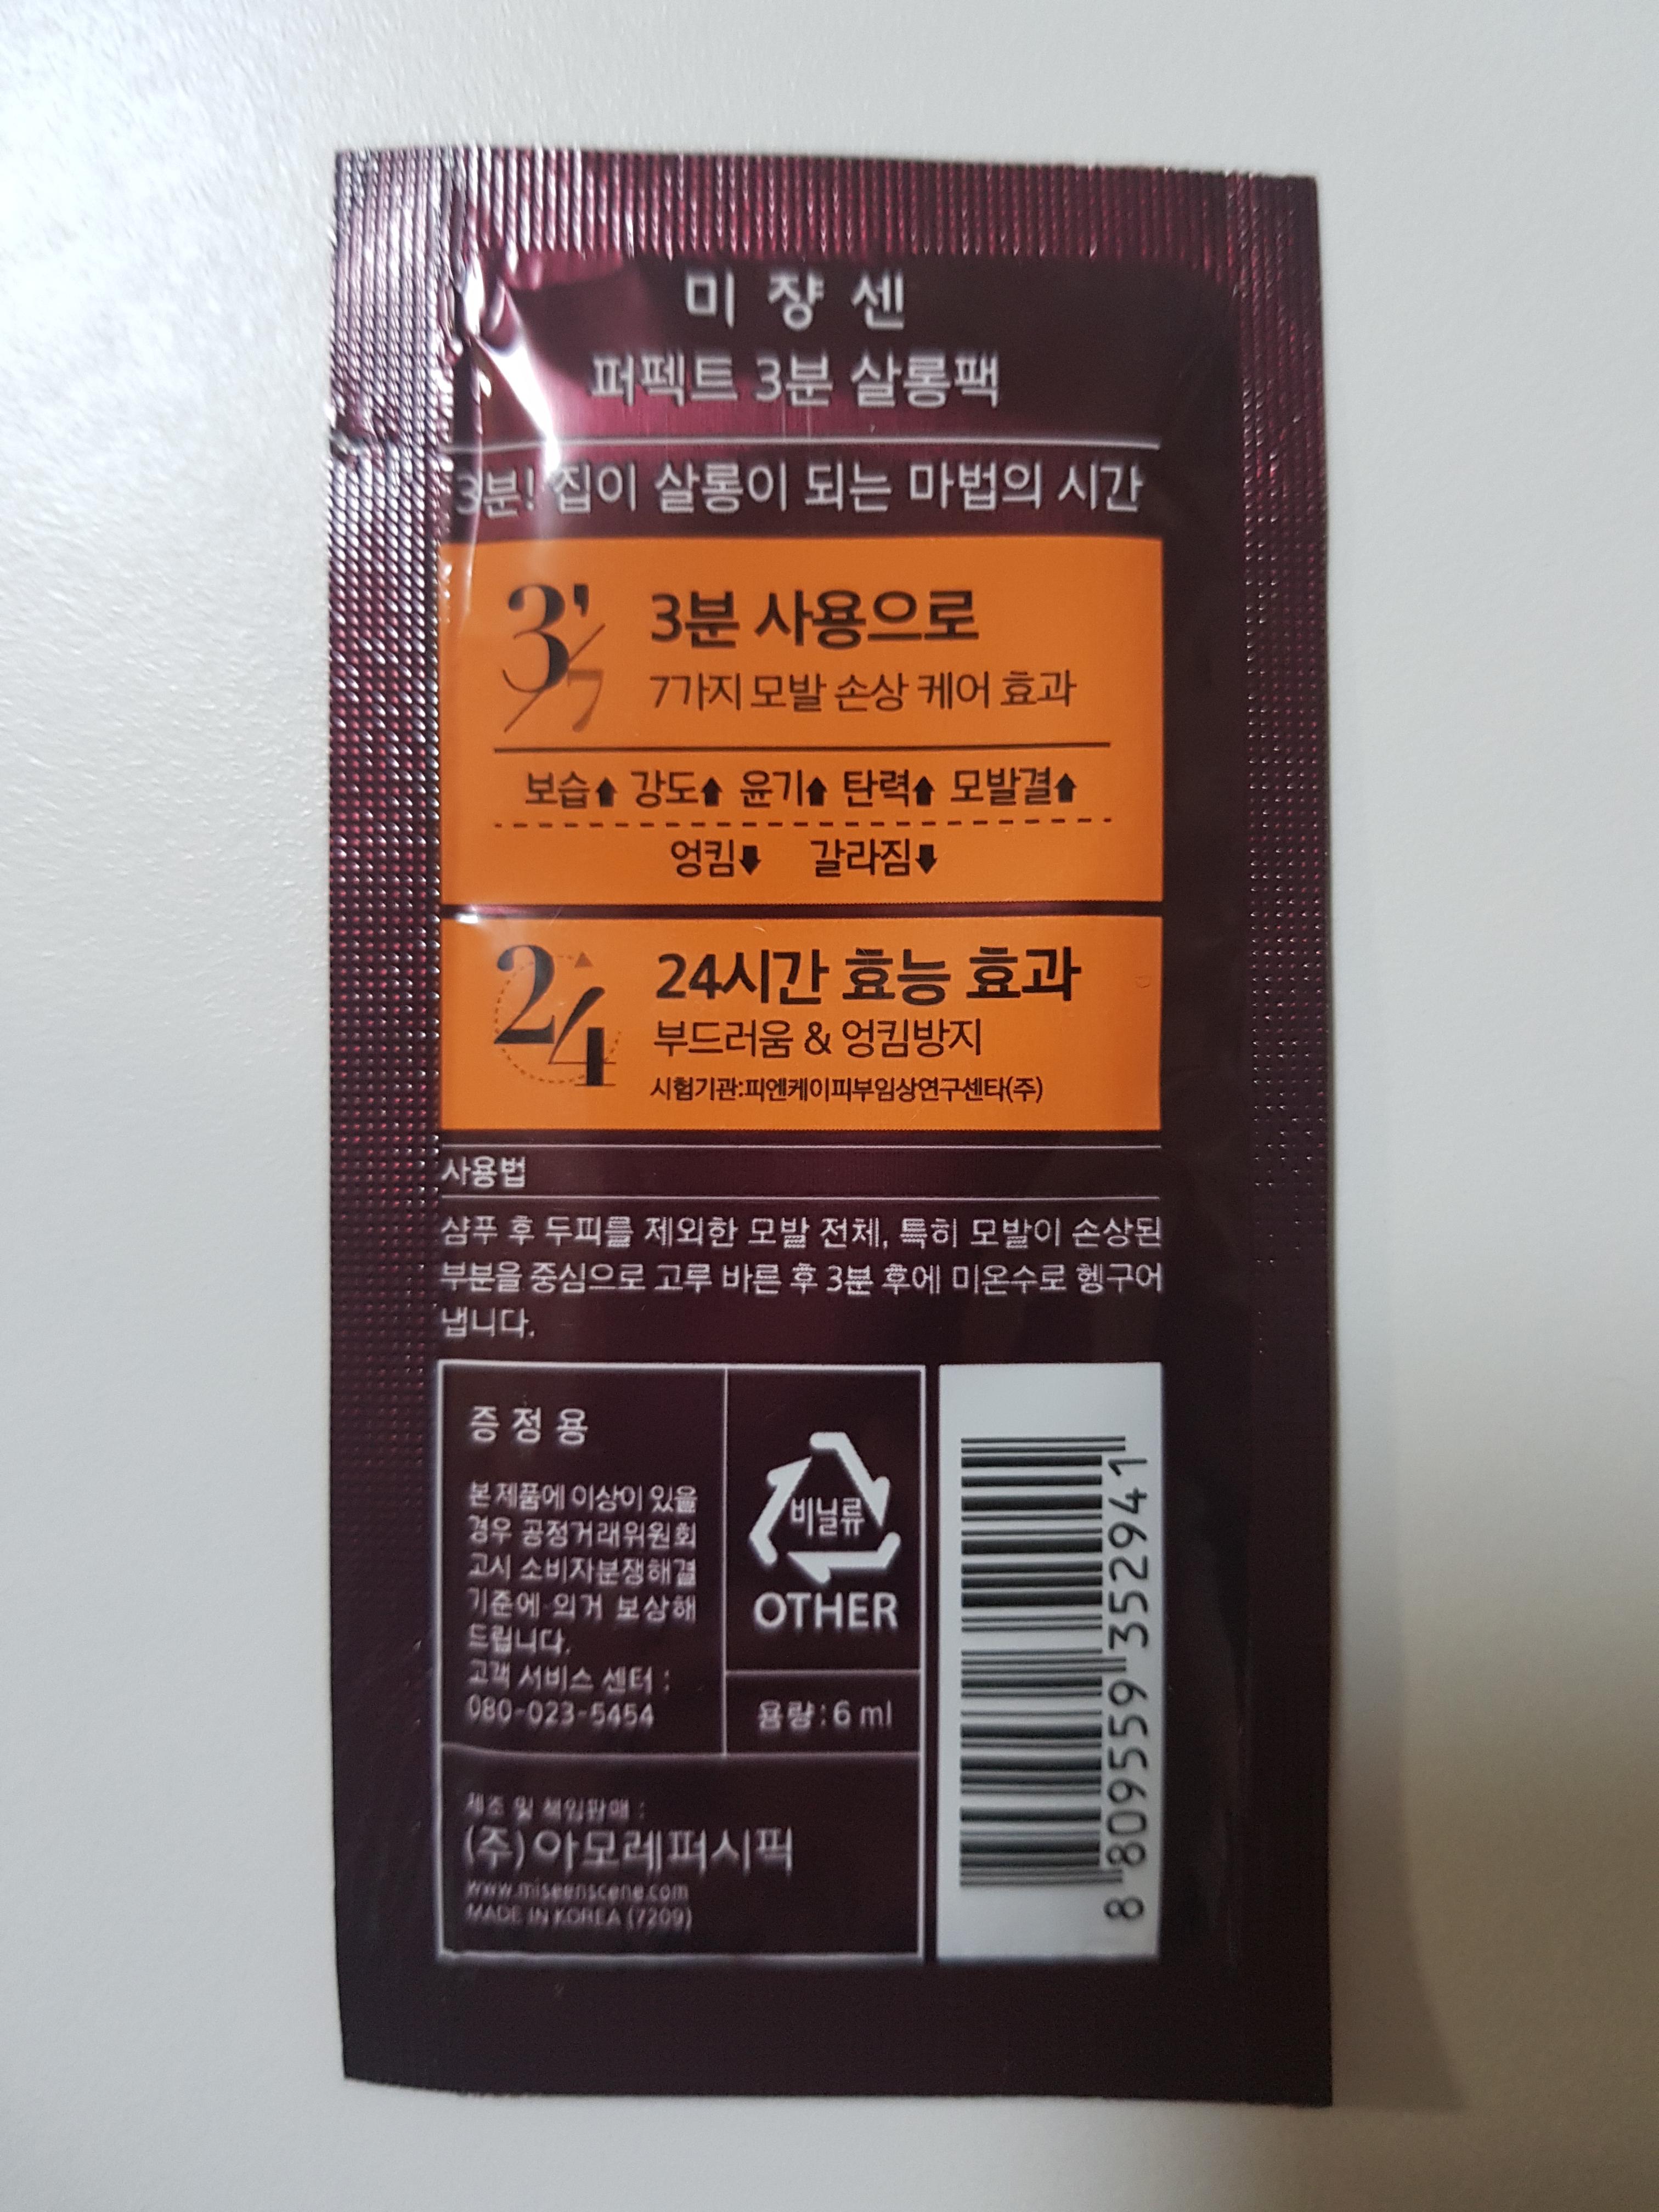 미쟝센
퍼펙트 3분 살롱팩
3분! 집이 살롱이 되는 마법의 시간
3'/7
3분 사용으로
7가지 모발 손상 케어 효과
보습⬆ 강도⬆ 윤기⬆ 탄력⬆ 모발결⬆
엉킴⬇ 갈라짐⬇
24
24시간 효능 효과
부드러움 & 엉킴방지
시험기관:피엔케이피부임상연구센타(주)
사용법
샴푸 후 두피를 제외한 모발 전체, 특히 모발이 손상된
부분을 중심으로 고루 바른 후 3분 후에 미온수로 헹구어
냅니다.
증정용
본 제품에 이상이 있을
경우 공정거래위원회
고시 소비자분쟁해결
기준에 의거 보상해
드립니다.
고객 서비스 센터 :
080-023-5454
비닐류
OTHER
용량:6 ml
제조 및 책임판매 :
(주)아모레퍼시픽
www.miseenscene.com
MADE IN KOREA (7209)
8 809559 352941